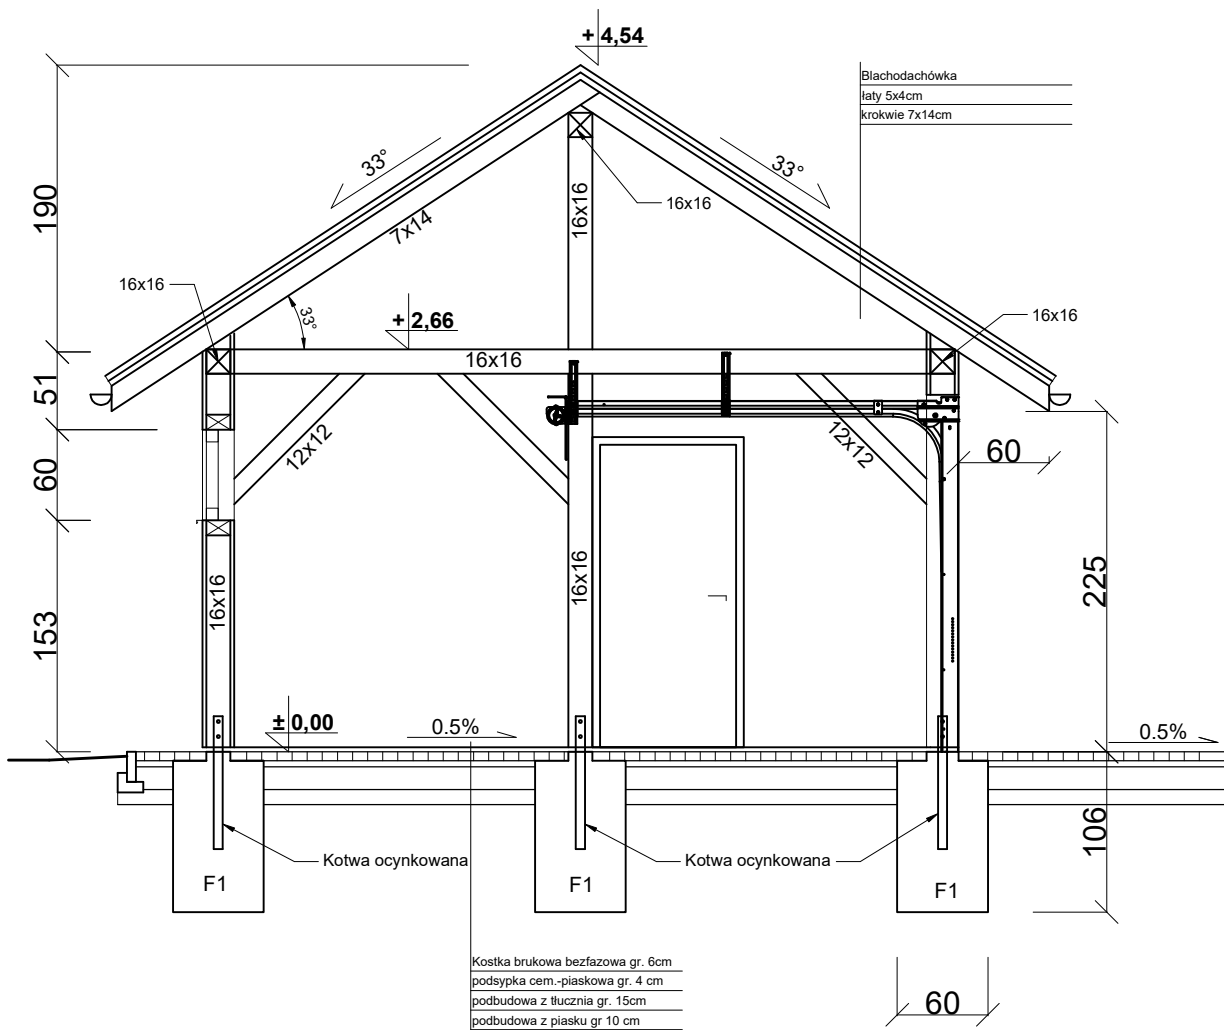 + 4,54
Blachodachówka
łaty 5x4cm
krokwie 7x14cm
33°
33°
190
16x16
16x16
7x14
16x16
33°
+ 2,66
16x16
16x16
51
12x12
12x12
60
60
16x16
16x16
225
153
± 0,00
0.5%
0.5%
106
Kotwa ocynkowana
Kotwa ocynkowana
F1
F1
F1
Kostka brukowa bezfazowa gr. 6cm
podsypka cem.-piaskowa gr. 4 cm
podbudowa z tłucznia gr. 15cm
podbudowa z piasku gr 10 cm
60